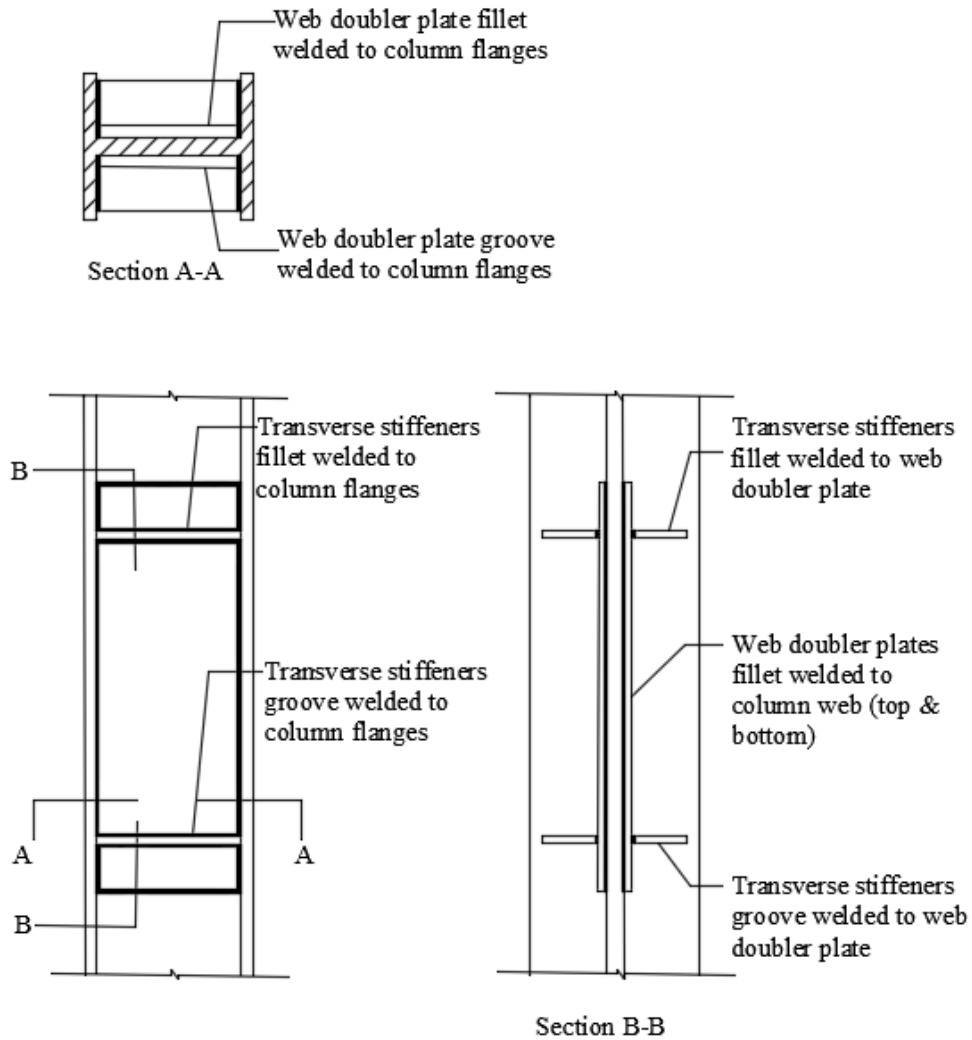 Web doubler plate fillet
welded to column flanges
Web doubler plate groove
welded to column flanges
Section A-A
Transverse stiffeners
fillet welded to
column flanges
B
Transverse stiffeners
groove welded to
column flanges
A
A
B
Transverse stiffeners
fillet welded to web
doubler plate
Web doubler plates
fillet welded to
column web (top &
bottom)
Transverse stiffeners
groove welded to web
doubler plate
Section B-B